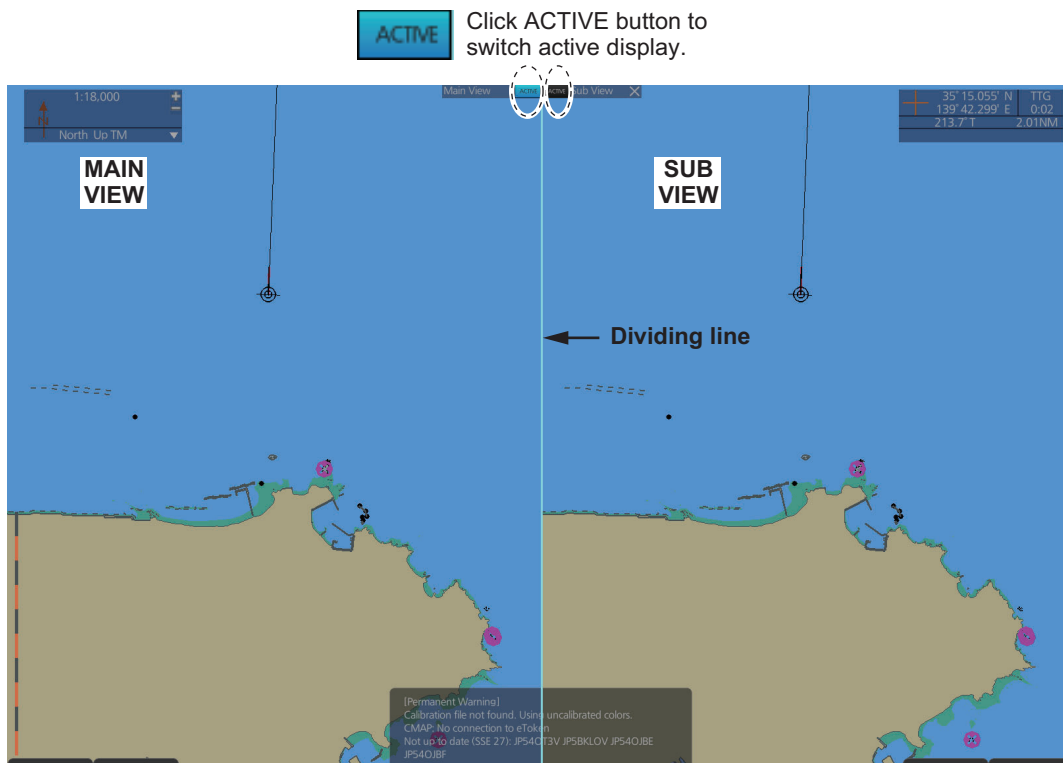 ACTIVE
Click ACTIVE button to
switch active display.
1:18,000 + −
N
North Up TM ▼
Main View ACTIVE
ACTIVE Sub View X
35° 15.055' N TTG
139° 42.299' E 0:02
213.7° T 2.01NM
MAIN
VIEW
SUB
VIEW
Dividing line
[Permanent Warning]
Calibration file not found. Using uncalibrated colors.
CMAP: No connection to eToken
Not up to date (SSE 27): JP54OT3V JP5BKLOV JP54OJBE
JP54OJBF